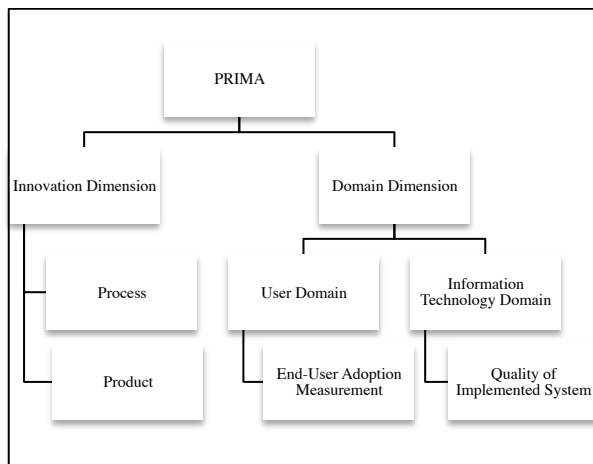 PRIMA
Innovation Dimension
Domain Dimension
Process
User Domain
Information
Technology Domain
Product
End-User Adoption
Measurement
Quality of
Implemented System